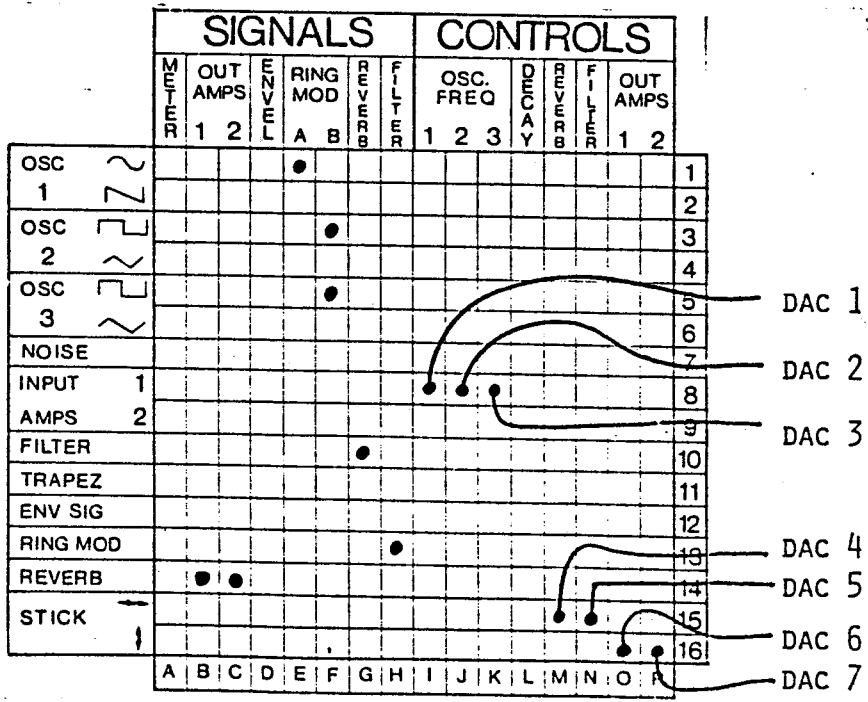 SIGNALS CONTROLS
METER OUT AMPS 1 2 ENVEL RING MOD A B REVERB FILTER OSC. FREQ 1 2 3 DECAY REVERB FILTER OUT AMPS 1 2
OSC 1
1
2
OSC 2
3
4
OSC 3
5 DAC 1
6
NOISE 7 DAC 2
INPUT 1 8
AMPS 2 9 DAC 3
FILTER 10
TRAPEZ 11
ENV SIG 12
RING MOD 13 DAC 4
REVERB 14 DAC 5
STICK 15
16 DAC 6
A B C D E F G H I J K L M N O P DAC 7